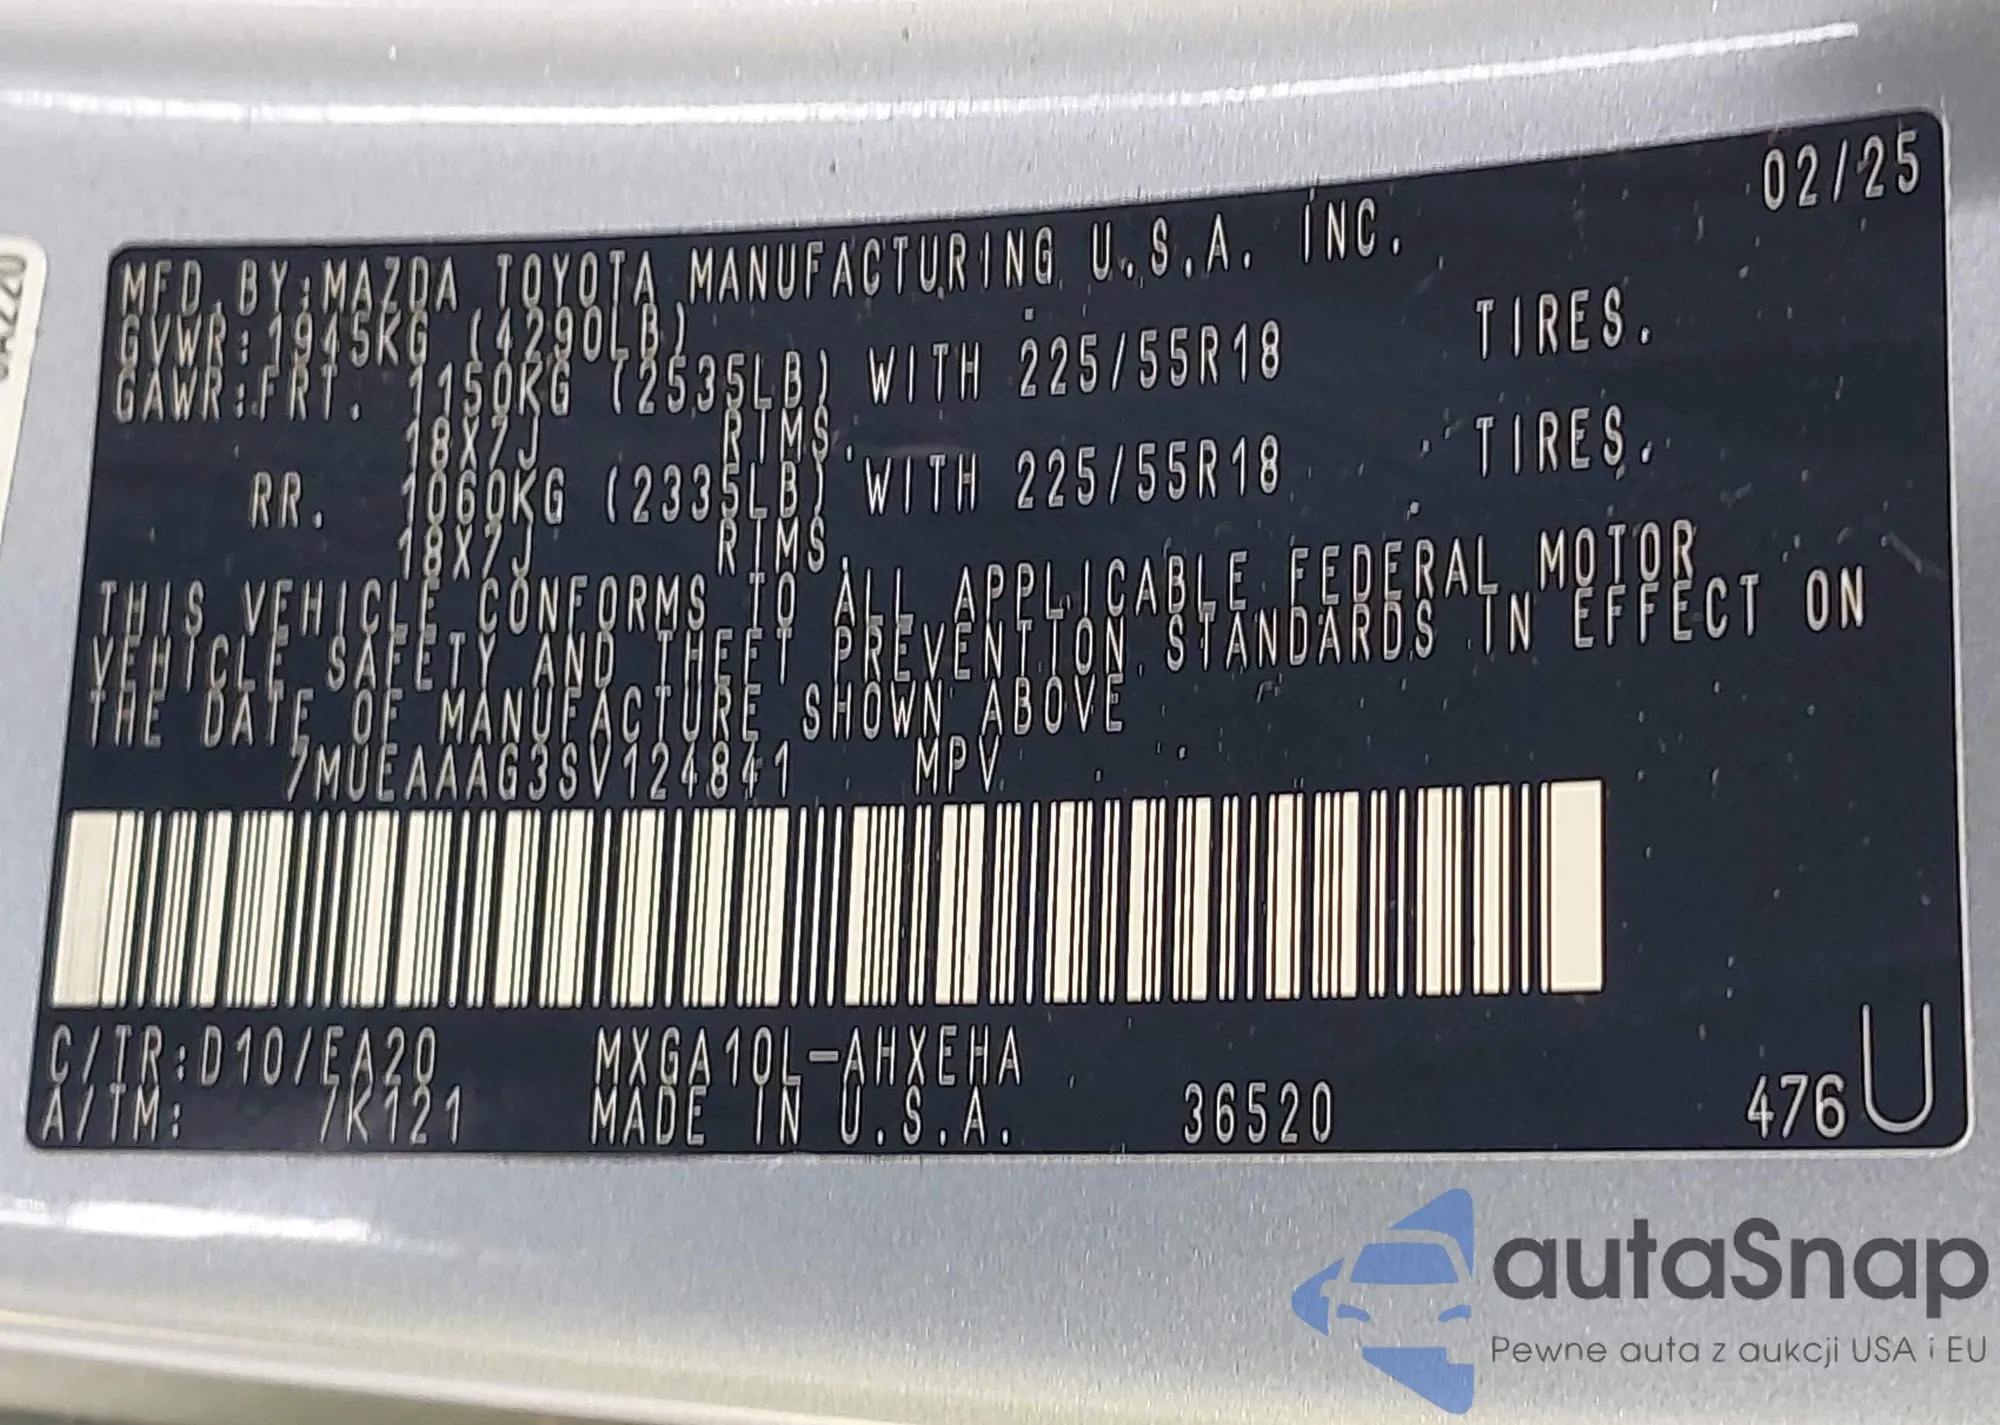 02/25
MFD. BY:MAZDA TOYOTA MANUFACTURING U.S.A. INC.
GVWR:1945KG (4290LB)
GAWR:FRT. 1150KG (2535LB) WITH 225/55R18 TIRES.
18X7J RIMS.
RR. 1060KG (2335LB) WITH 225/55R18 TIRES.
18X7J RIMS.
THIS VEHICLE CONFORMS TO ALL APPLICABLE FEDERAL MOTOR
VEHICLE SAFETY AND THEFT PREVENTION STANDARDS IN EFFECT ON
THE DATE OF MANUFACTURE SHOWN ABOVE
7MUEAAAG3SV124841 MPV
C/TR:D10/EA20 MXGA10L-AHXEHA
A/TM: /K121 MADE IN U.S.A. 36520 476 U
autaSnap
Pewne auta z aukcji USA i EU